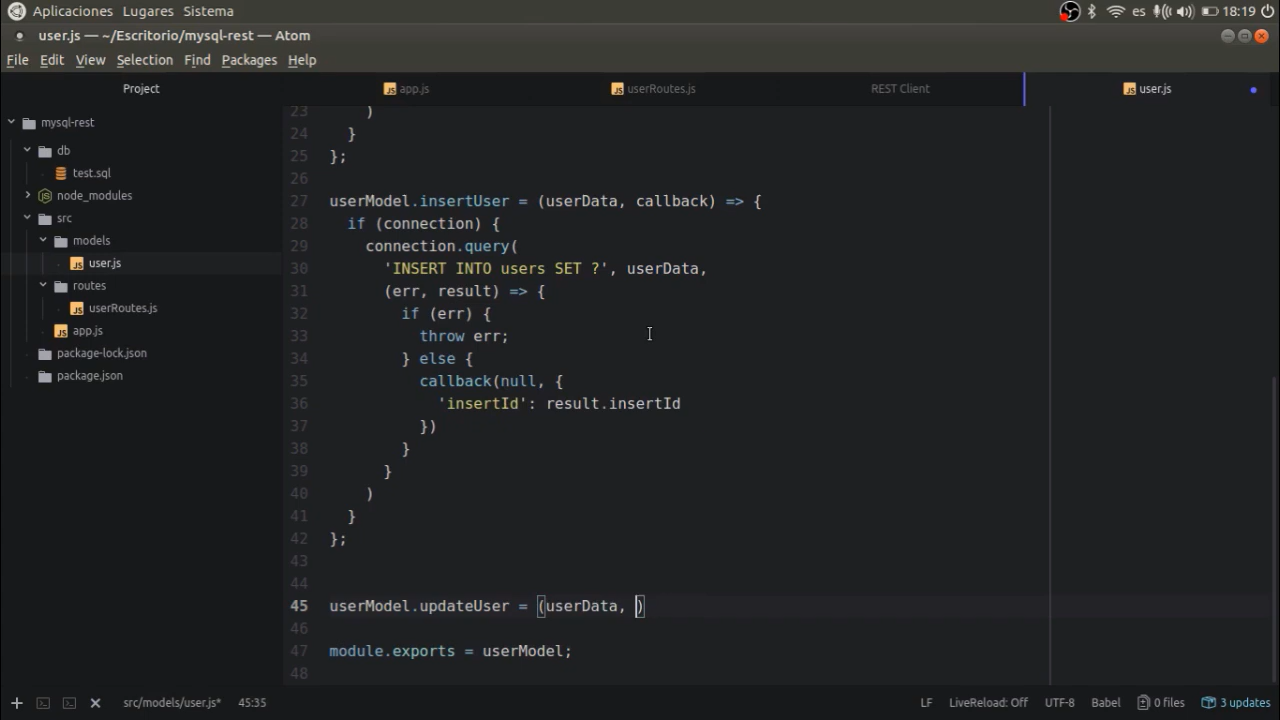 Aplicaciones Lugares Sistema es 18:19
user.js — ~/Escritorio/mysql-rest — Atom
File Edit View Selection Find Packages Help
Project app.js userRoutes.js REST Client user.js
mysql-rest
db
test.sql
node_modules
src
models
user.js
routes
userRoutes.js
app.js
package-lock.json
package.json
23 )
24 }
25 };
26
27 userModel.insertUser = (userData, callback) => {
28 if (connection) {
29 connection.query(
30 'INSERT INTO users SET ?', userData,
31 (err, result) => {
32 if (err) {
33 throw err;
34 } else {
35 callback(null, {
36 'insertId': result.insertId
37 })
38 }
39 }
40 )
41 }
42 };
43
44
45 userModel.updateUser = (userData, )
46
47 module.exports = userModel;
48
src/models/user.js* 45:35 LF LiveReload: Off UTF-8 Babel 0 files 3 updates